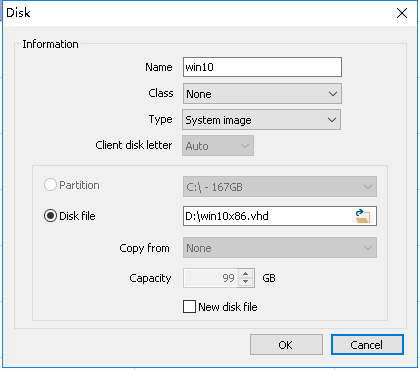 Disk
Information
Name win10
Class None
Type System image
Client disk letter Auto
Partition C:\ - 167GB
Disk file D:\win10x86.vhd
Copy from None
Capacity 99 GB
New disk file
OK Cancel